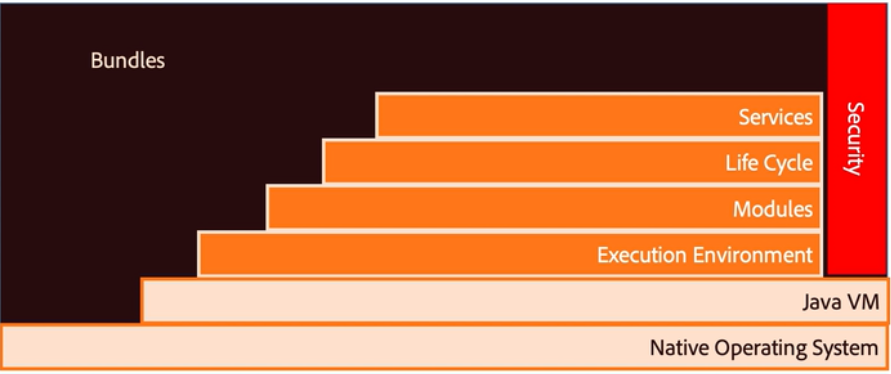 Bundles
Services
Life Cycle
Modules
Execution Environment
Security
Java VM
Native Operating System